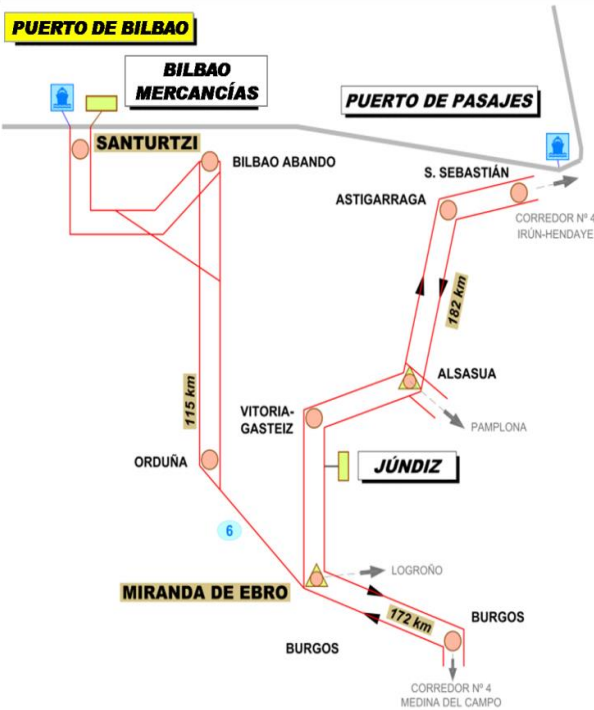 PUERTO DE BILBAO
BILBAO
MERCANCÍAS
PUERTO DE PASAJES
SANTURTZI
BILBAO ABANDO
S. SEBASTIÁN
ASTIGARRAGA
CORREDOR Nº 4
IRÚN-HENDAYE
182 km
115 km
ALSASUA
VITORIA-
GASTEIZ
PAMPLONA
ORDUÑA
JÚNDIZ
6
LOGROÑO
MIRANDA DE EBRO
172 km
BURGOS
BURGOS
CORREDOR Nº 4
MEDINA DEL CAMPO